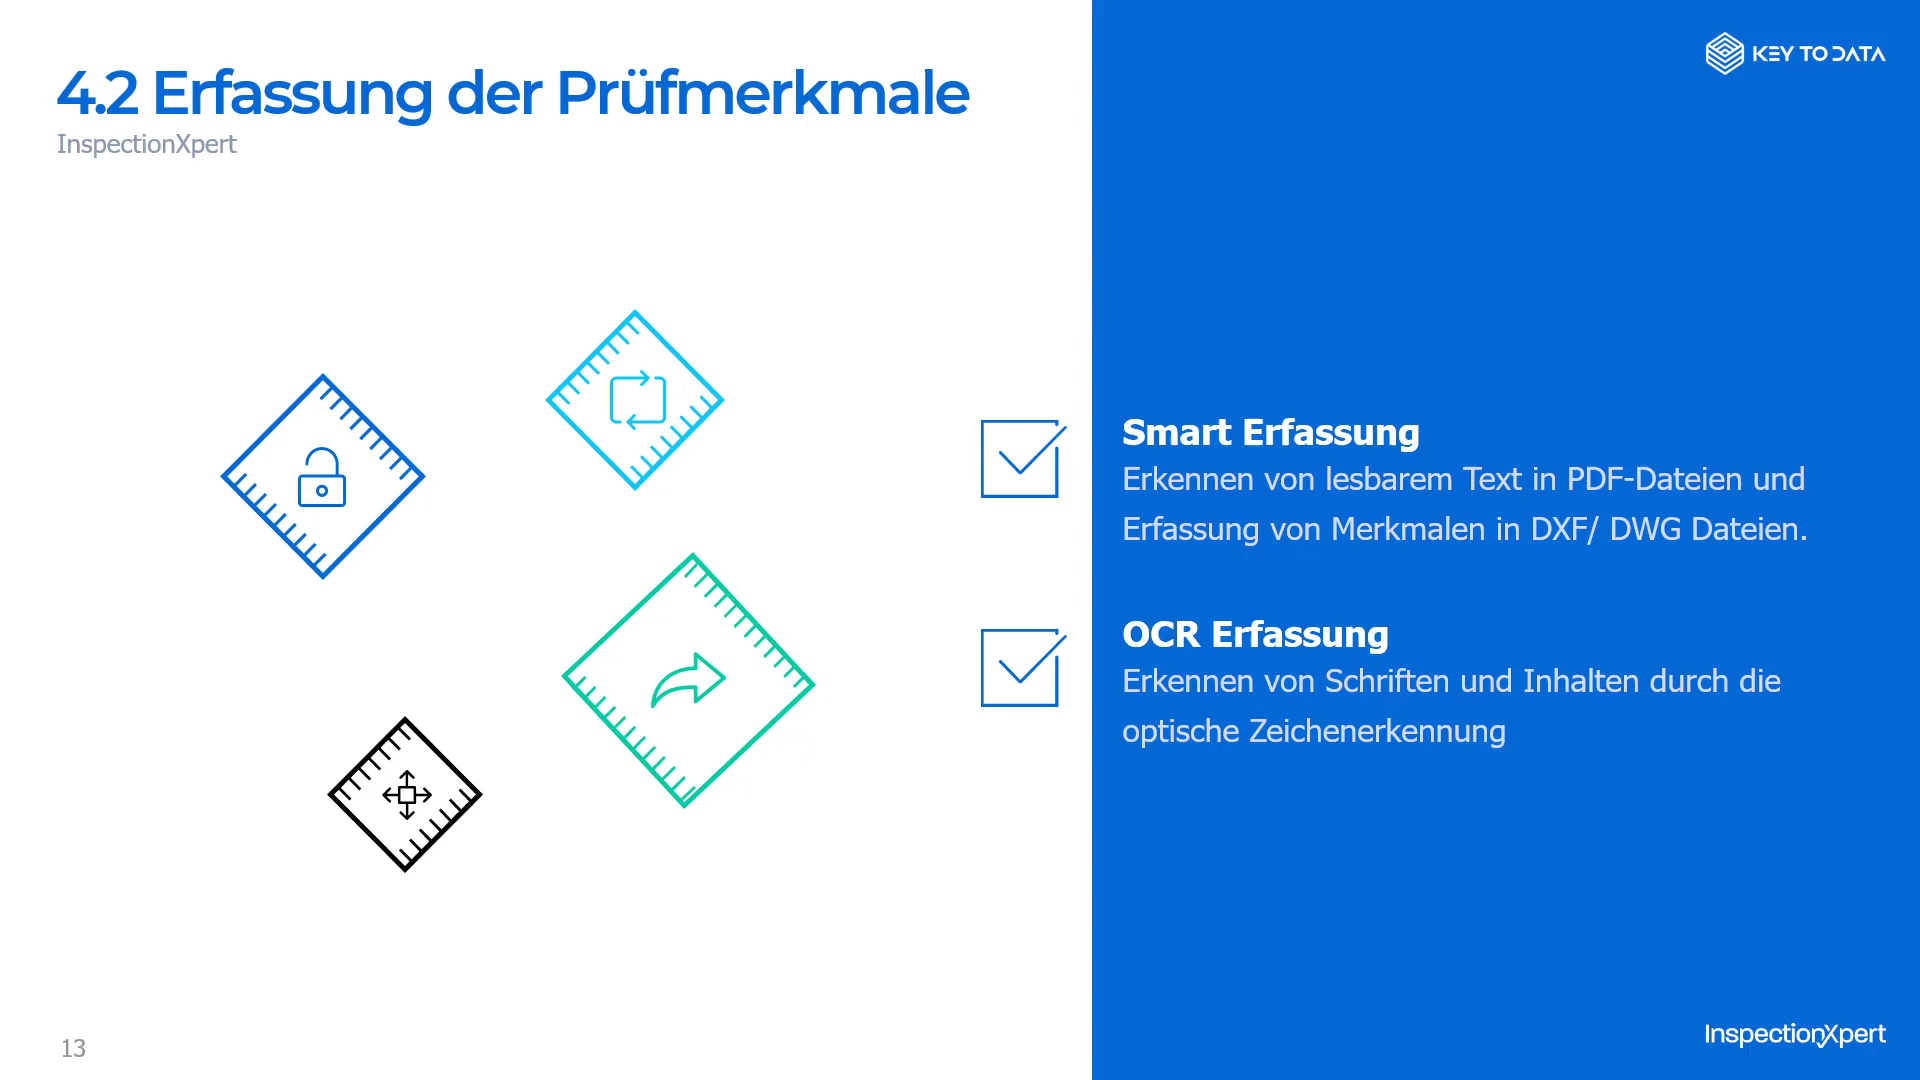 4.2 Erfassung der Prüfmerkmale
InspectionXpert
KEY TO DATA
Smart Erfassung
Erkennen von lesbarem Text in PDF-Dateien und
Erfassung von Merkmalen in DXF/ DWG Dateien.
OCR Erfassung
Erkennen von Schriften und Inhalten durch die
optische Zeichenerkennung
13
InspectionXpert